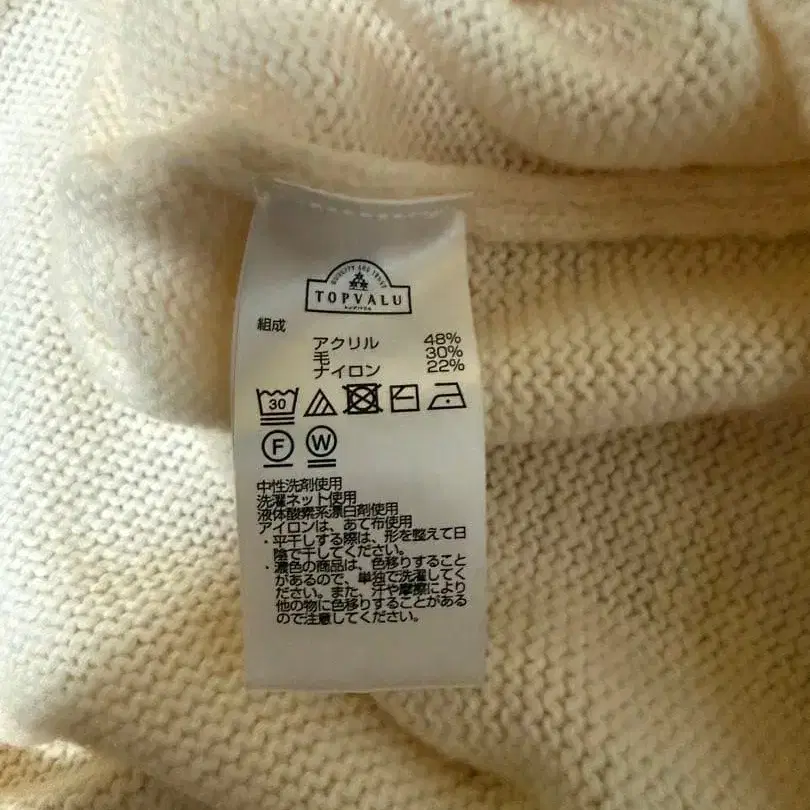 QUALITY AND TRUST
TOPVALU
トップバリュ
組成
アクリル 48%
毛 30%
ナイロン 22%
30
F W
中性洗剤使用
洗濯ネット使用
液体酸素系漂白剤使用
アイロンは、あて布使用
・平干しする際は、形を整えて日
陰で干してください。
・濃色の商品は、色移りすること
があるので、単独で洗濯してく
ださい。また、汗や摩擦により
他の物に色移りすることがある
ので注意してください。